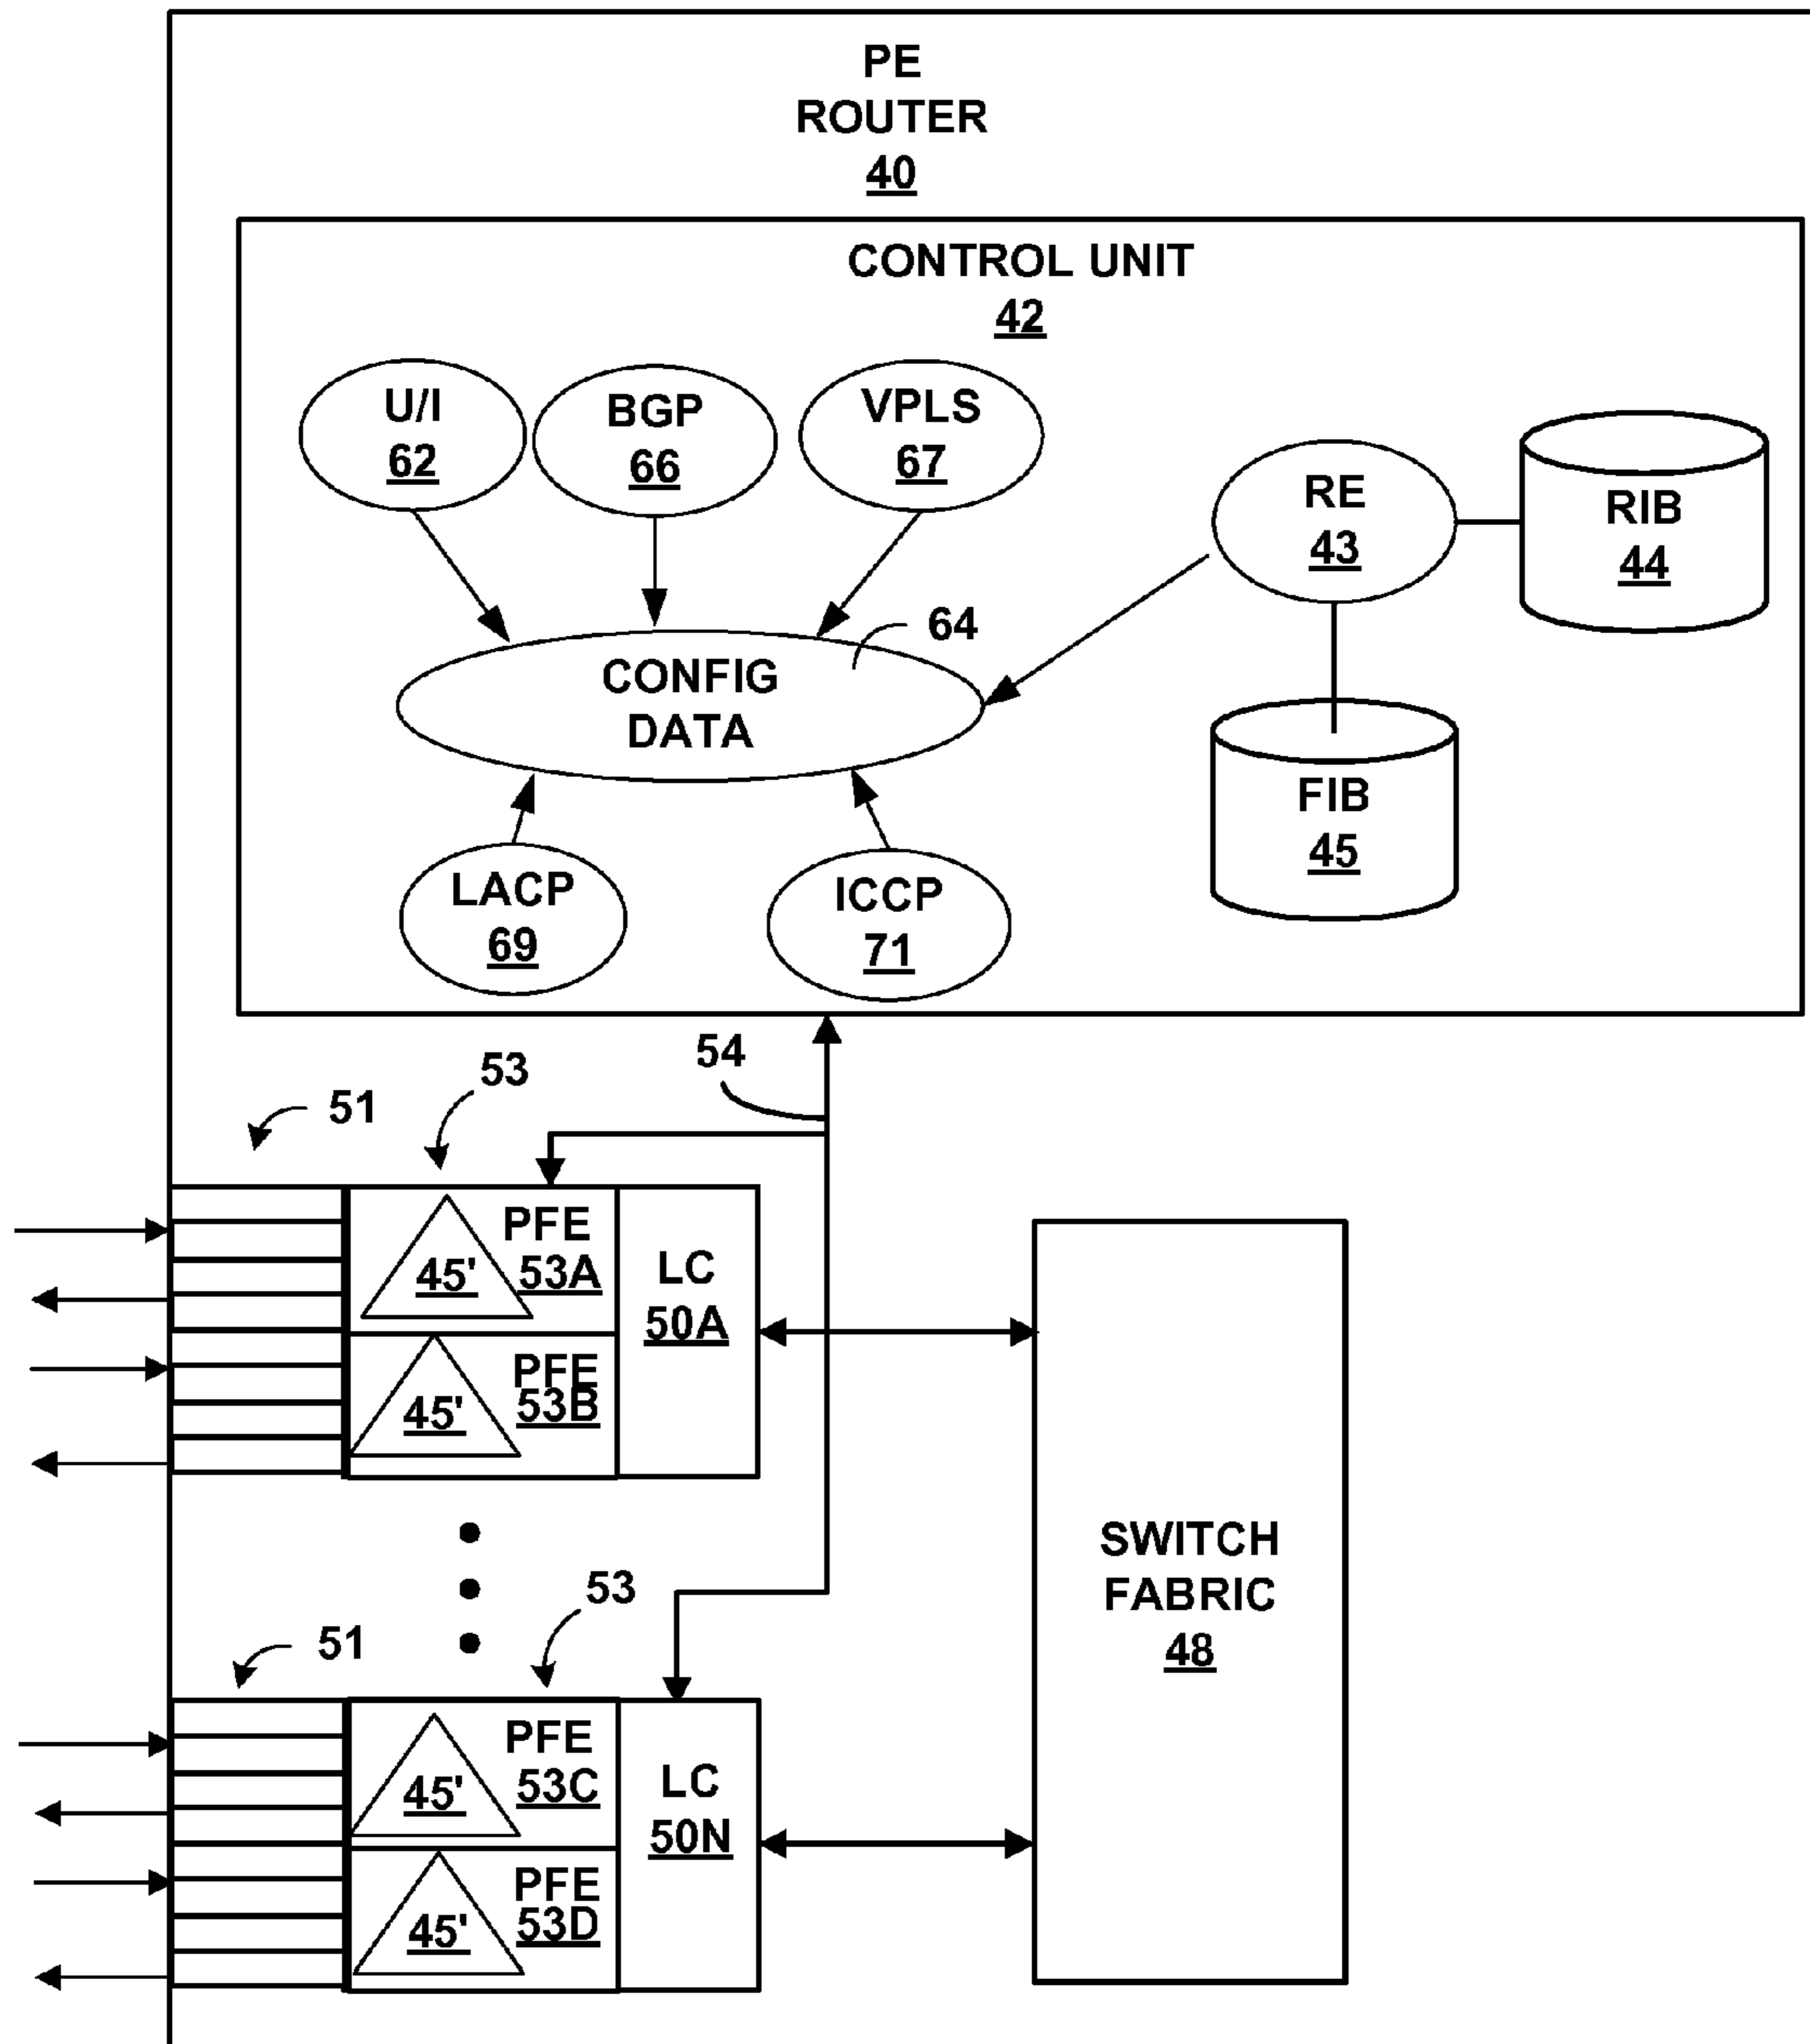 PE
ROUTER
40
CONTROL UNIT
42
U/I
62
BGP
66
VPLS
67
RE
43
RIB
44
64
CONFIG
DATA
FIB
45
LACP
69
ICCP
71
54
53
51
PFE
53A
45'
LC
50A
PFE
53B
45'
SWITCH
FABRIC
48
53
51
PFE
53C
45'
LC
50N
PFE
53D
45'